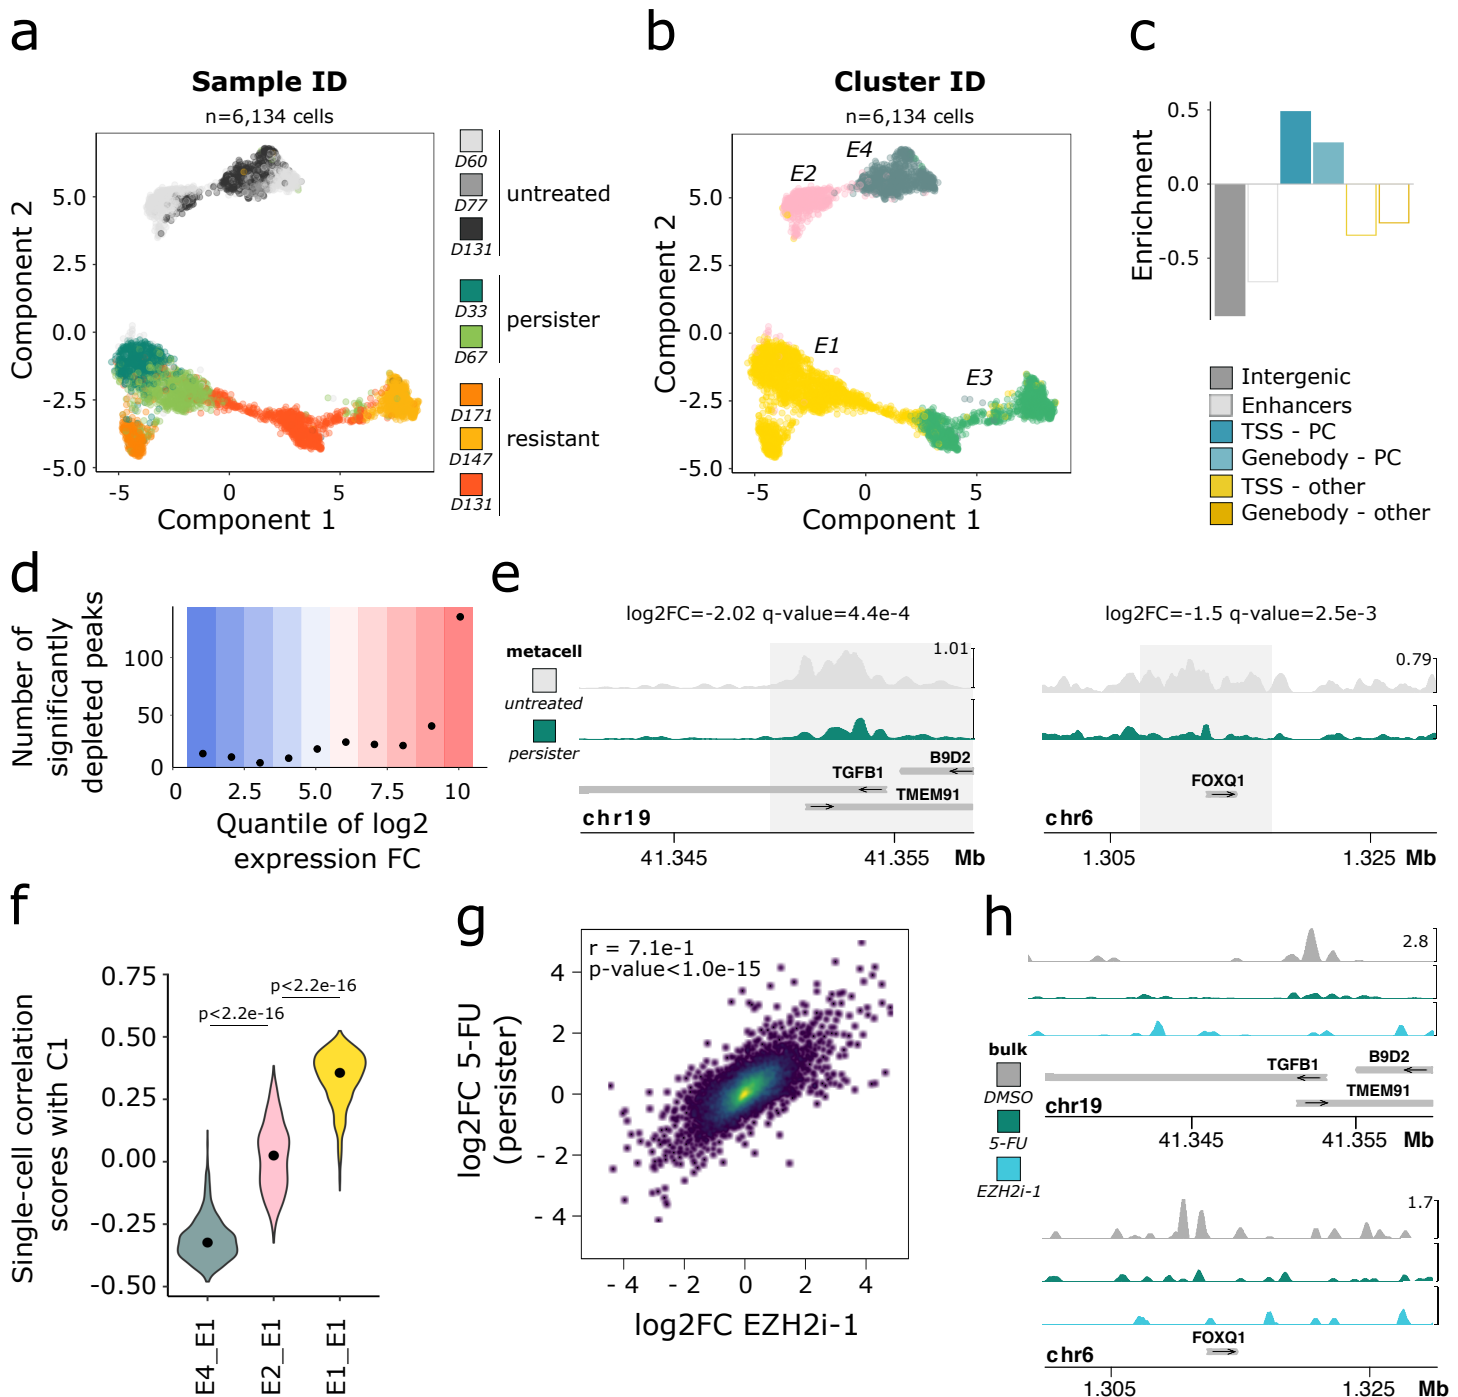 a
Sample ID
n=6,134 cells
Component 2
5.0
2.5
0.0
-2.5
-5.0
-5
0
5
Component 1
D60
D77
D131
untreated
D33
D67
persister
D171
D147
D131
resistant
b
Cluster ID
n=6,134 cells
Component 2
5.0
2.5
0.0
-2.5
-5.0
E2
E4
E1
E3
-5
0
5
Component 1
c
Enrichment
0.5
0.0
-0.5
Intergenic
Enhancers
TSS - PC
Genebody - PC
TSS - other
Genebody - other
d
Number of
significantly
depleted peaks
100
50
0
0
2.5
5.0
7.5
10
Quantile of log2
expression FC
e
log2FC=-2.02 q-value=4.4e-4
log2FC=-1.5 q-value=2.5e-3
metacell
untreated
persister
1.01
B9D2
TGFB1
TMEM91
chr19
41.345
41.355
Mb
0.79
FOXQ1
chr6
1.305
1.325
Mb
f
Single-cell correlation
scores with C1
0.75
0.50
0.25
0.00
-0.25
-0.50
p<2.2e-16
p<2.2e-16
E4_E1
E2_E1
E1_E1
g
r = 7.1e-1
p-value<1.0e-15
log2FC 5-FU
(persister)
4
2
0
- 2
- 4
- 4
- 2
0
2
4
log2FC EZH2i-1
h
2.8
bulk
DMSO
5-FU
EZH2i-1
B9D2
TGFB1
TMEM91
chr19
41.345
41.355
Mb
1.7
FOXQ1
chr6
1.305
1.325
Mb